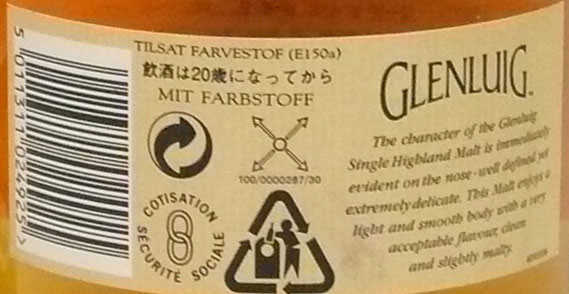 5 011311 024925 >
TILSAT FARVESTOF (E150a)
飲酒は20歳になってから
MIT FARBSTOFF
100/0000287/30
COTISATION
SÉCURITÉ SOCIALE
GLENLUIG
The character of the Glenluig
Single Highland Malt is immediately
evident on the nose-well defined yet
extremely delicate. This Malt enjoys a
light and smooth body with a very
acceptable flavour, clean
and slightly malty.